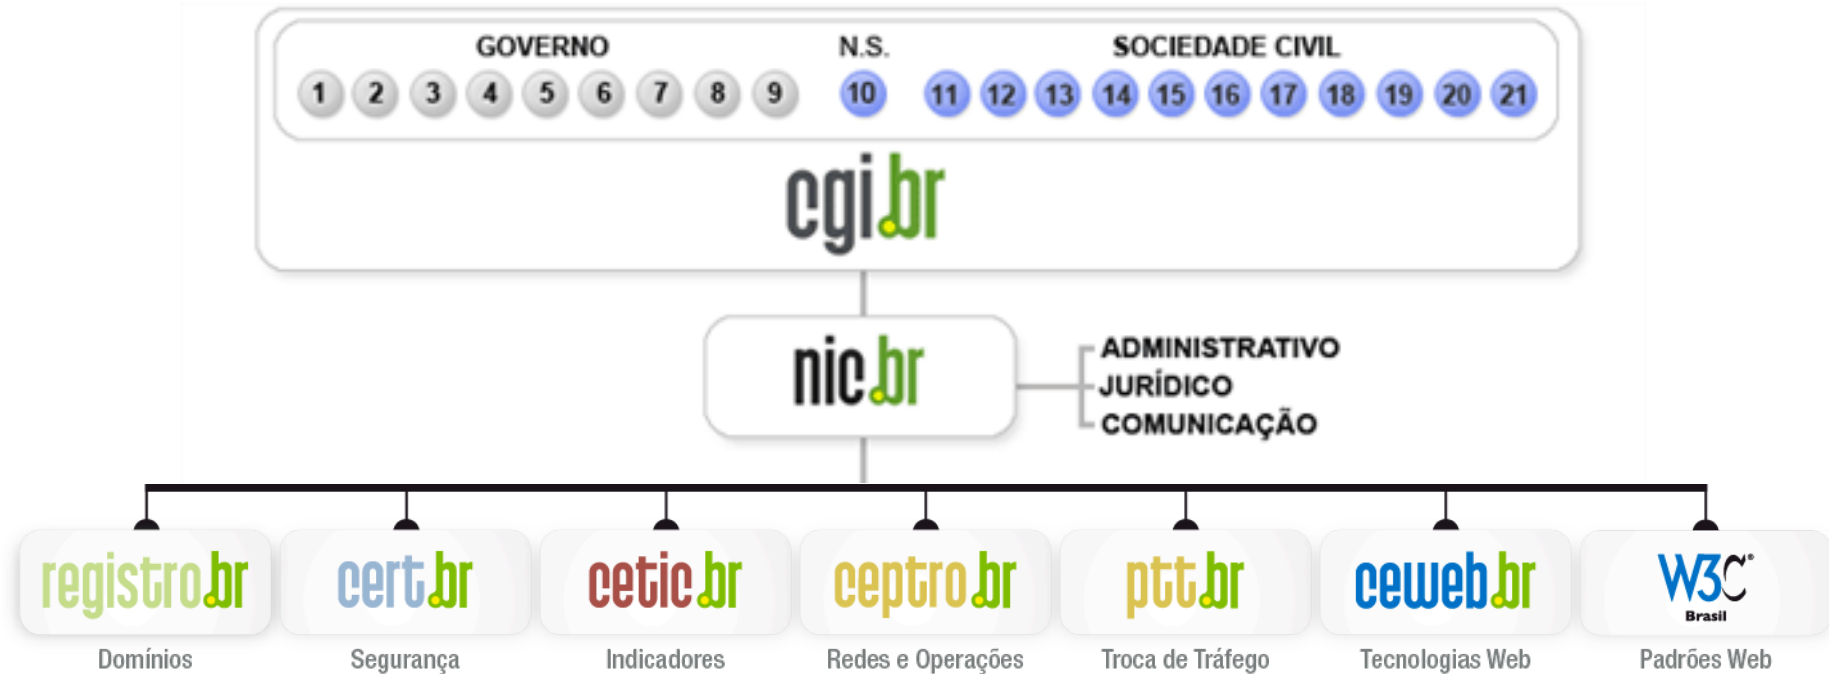 GOVERNO N.S. SOCIEDADE CIVIL
1 2 3 4 5 6 7 8 9 10 11 12 13 14 15 16 17 18 19 20 21
cgi.br
nic.br
ADMINISTRATIVO
JURÍDICO
COMUNICAÇÃO
registro.br cert.br cetic.br ceptro.br ptt.br ceweb.br W3C®
Brasil
Domínios Segurança Indicadores Redes e Operações Troca de Tráfego Tecnologias Web Padrões Web